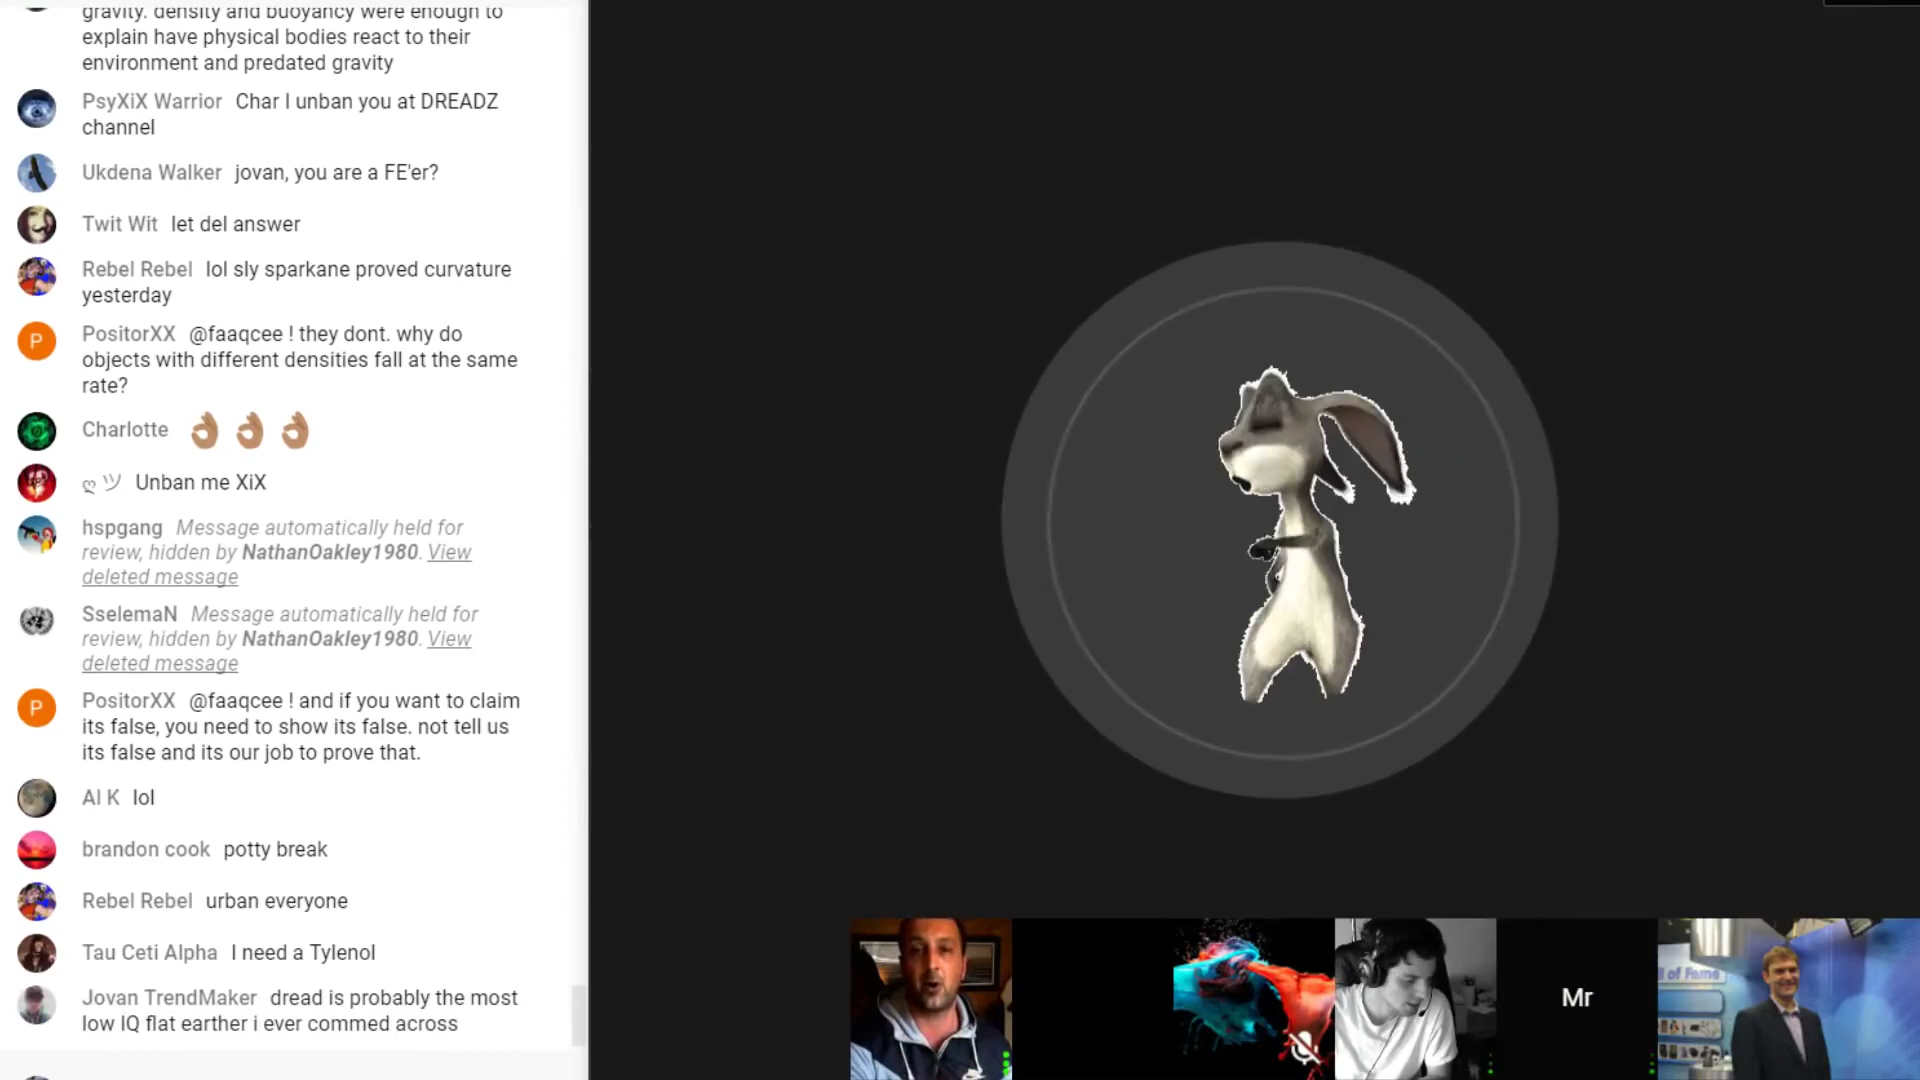 gravity. density and buoyancy were enough to
explain have physical bodies react to their
environment and predated gravity
PsyXiX Warrior Char I unban you at DREADZ
channel
Ukdena Walker jovan, you are a FE'er?
Twit Wit let del answer
Rebel Rebel lol sly sparkane proved curvature
yesterday
PositorXX @faaqcee ! they dont. why do
objects with different densities fall at the same
rate?
Charlotte 👌🏽 👌🏽 👌🏽
ღ ツ Unban me XiX
hspgang Message automatically held for
review, hidden by NathanOakley1980. View
deleted message
SselemaN Message automatically held for
review, hidden by NathanOakley1980. View
deleted message
PositorXX @faaqcee ! and if you want to claim
its false, you need to show its false. not tell us
its false and its our job to prove that.
Al K lol
brandon cook potty break
Rebel Rebel urban everyone
Tau Ceti Alpha I need a Tylenol
Jovan TrendMaker dread is probably the most
low IQ flat earther i ever commed across
P
P
Mr
of Fame